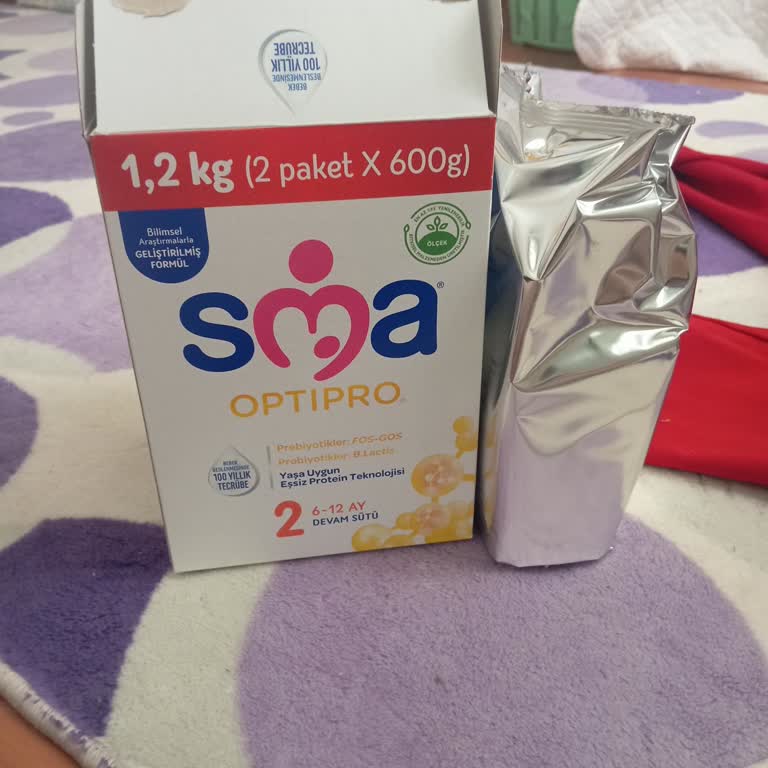 BEBEK
BESLENMESİNDE
100 YILLIK
TECRÜBE
1,2 kg (2 paket X 600g)
Bilimsel
Araştırmalarla
GELİŞTİRİLMİŞ
FORMÜL
ÖLÇEK
sma®
OPTIPRO
Prebiyotikler: FOS-GOS
Probiyotikler: B.Lactis
BEBEK
BESLENMESİNDE
100 YILLIK
TECRÜBE
Yaşa Uygun
Eşsiz Protein Teknolojisi
2 6-12 AY
DEVAM SÜTÜ